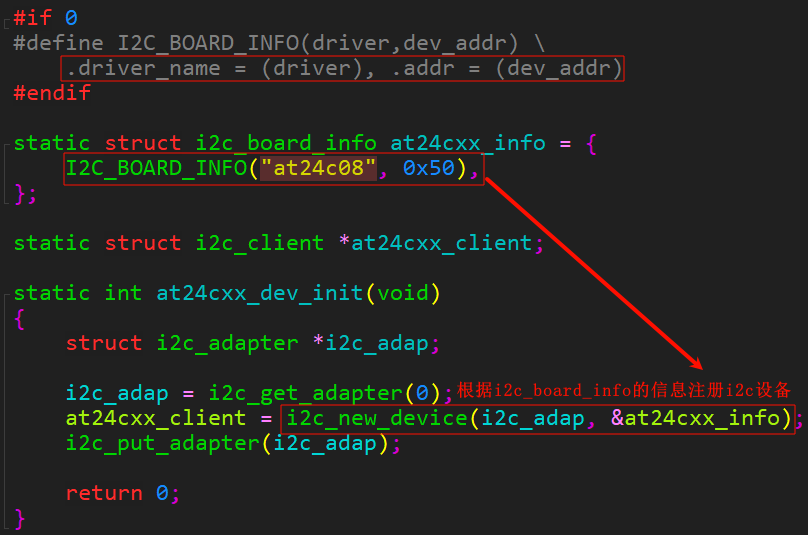 #if 0
#define I2C_BOARD_INFO(driver,dev_addr) \
    .driver_name = (driver), .addr = (dev_addr)
#endif
static struct i2c_board_info at24cxx_info = {
    I2C_BOARD_INFO("at24c08", 0x50),
};
static struct i2c_client *at24cxx_client;
static int at24cxx_dev_init(void)
{
    struct i2c_adapter *i2c_adap;
    i2c_adap = i2c_get_adapter(0);根据i2c_board_info的信息注册i2c设备
    at24cxx_client = i2c_new_device(i2c_adap, &at24cxx_info);
    i2c_put_adapter(i2c_adap);
    return 0;
}